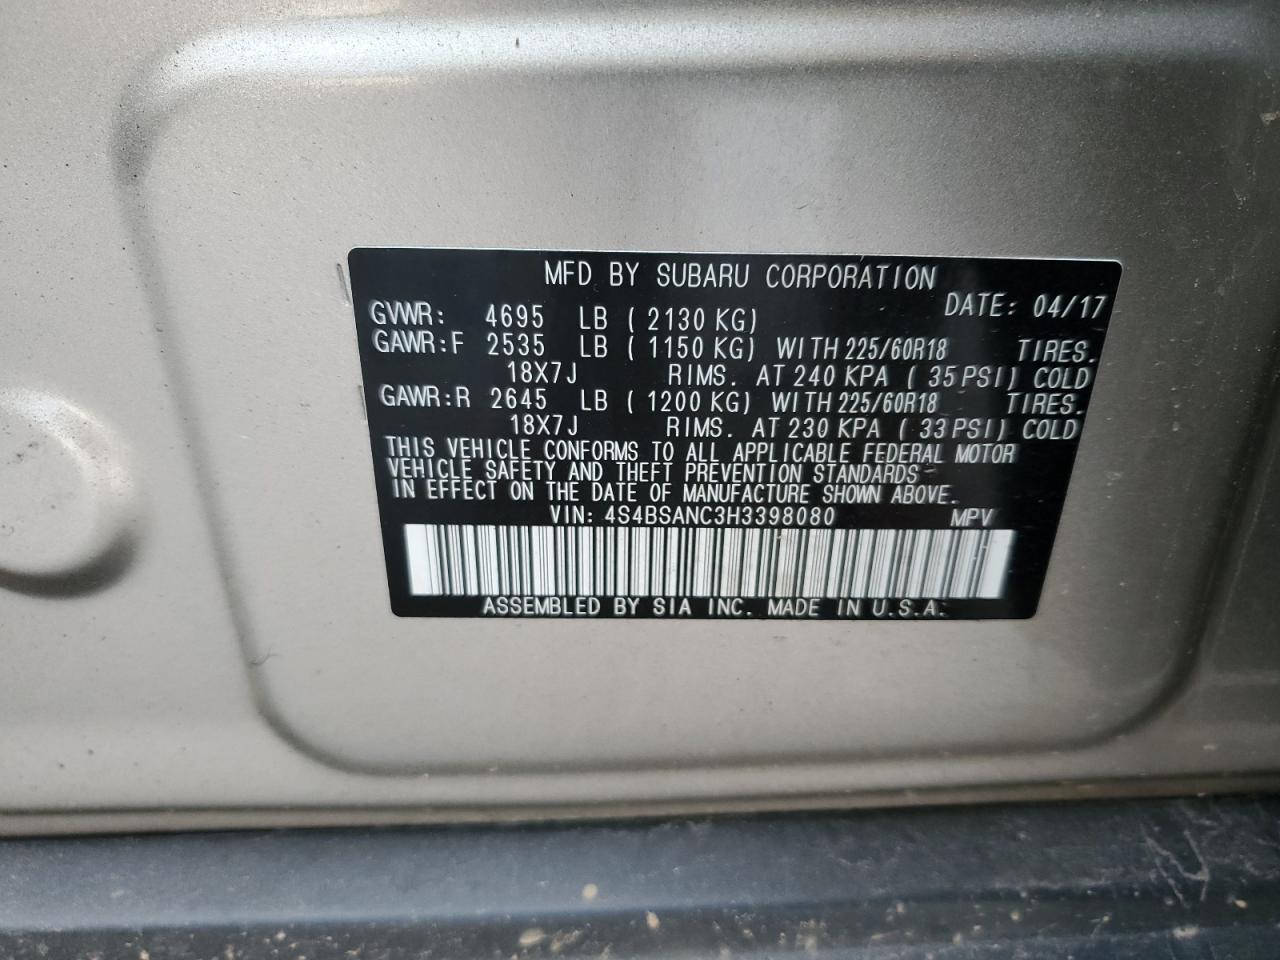 MFD BY SUBARU CORPORATION
DATE: 04/17
GVWR: 4695 LB ( 2130 KG)
GAWR:F 2535 LB ( 1150 KG) WITH 225/60R18 TIRES.
18X7J RIMS. AT 240 KPA ( 35 PSI) COLD
GAWR:R 2645 LB ( 1200 KG) WITH 225/60R18 TIRES.
18X7J RIMS. AT 230 KPA ( 33 PSI) COLD
THIS VEHICLE CONFORMS TO ALL APPLICABLE FEDERAL MOTOR
VEHICLE SAFETY AND THEFT PREVENTION STANDARDS
IN EFFECT ON THE DATE OF MANUFACTURE SHOWN ABOVE.
VIN: 4S4BSANC3H3398080 MPV
ASSEMBLED BY SIA INC. MADE IN U.S.A.